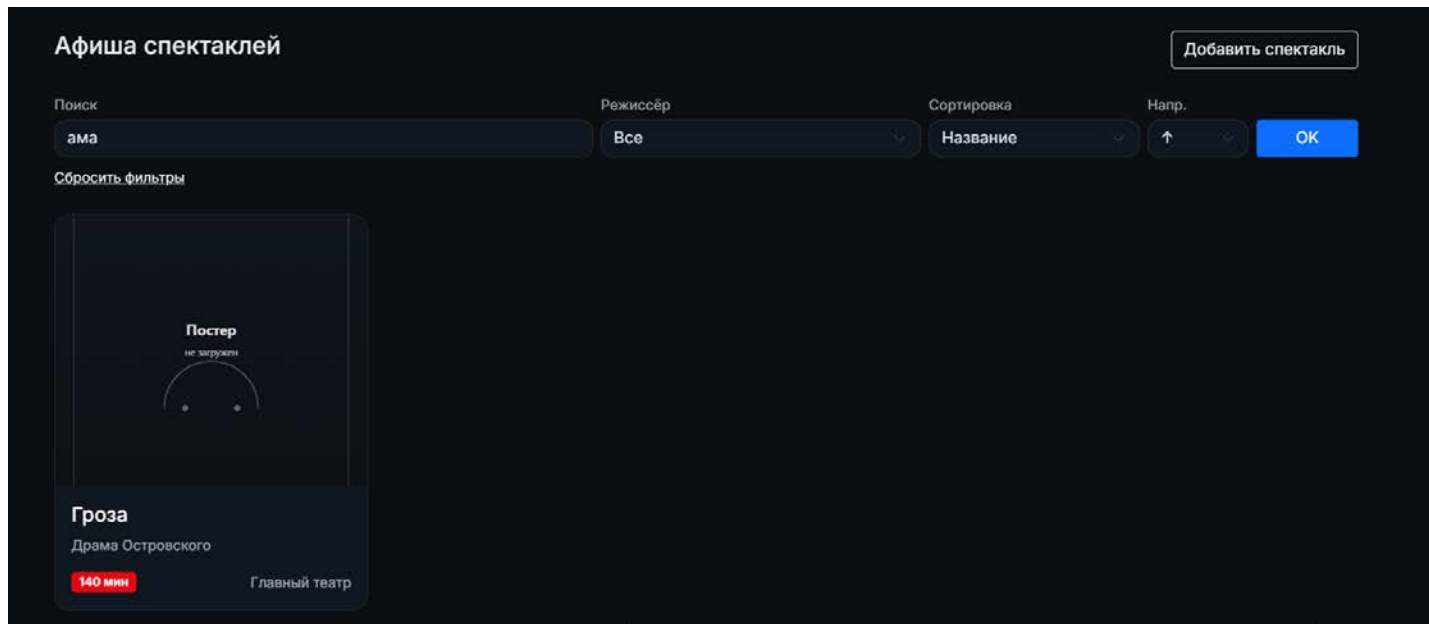 Афиша спектаклей
Добавить спектакль
Поиск Режиссёр Сортировка Напр.
ама Все Название ↑ ОК
Сбросить фильтры
Постер
не загружен
Гроза
Драма Островского
140 мин Главный театр